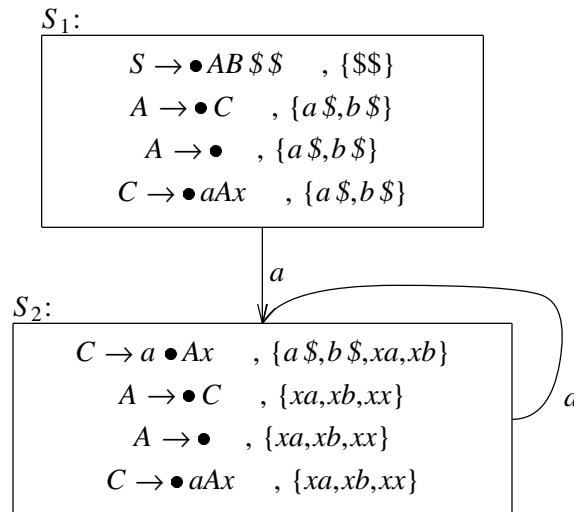 S₁:
S → • AB $ $ , {$$}
A → • C , {a $,b $}
A → • , {a $,b $}
C → • aAx , {a $,b $}
a
S₂:
C → a • Ax , {a $,b $,xa,xb}
A → • C , {xa,xb,xx}
a
A → • , {xa,xb,xx}
C → • aAx , {xa,xb,xx}